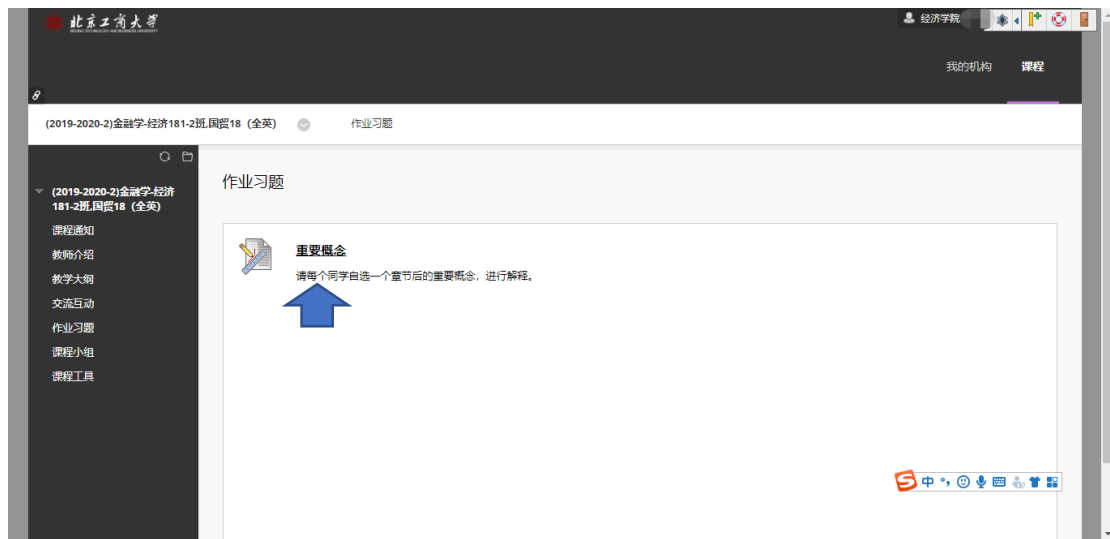 北京工商大学
BEIJING TECHNOLOGY AND BUSINESS UNIVERSITY
经济学院
我的机构
课程
(2019-2020-2)金融学-经济181-2班,国贸18（全英)
作业习题
(2019-2020-2)金融学-经济
181-2班,国贸18（全英)
课程通知
教师介绍
教学大纲
交流互动
作业习题
课程小组
课程工具
作业习题
重要概念
请每个同学自选一个章节后的重要概念，进行解释。
中